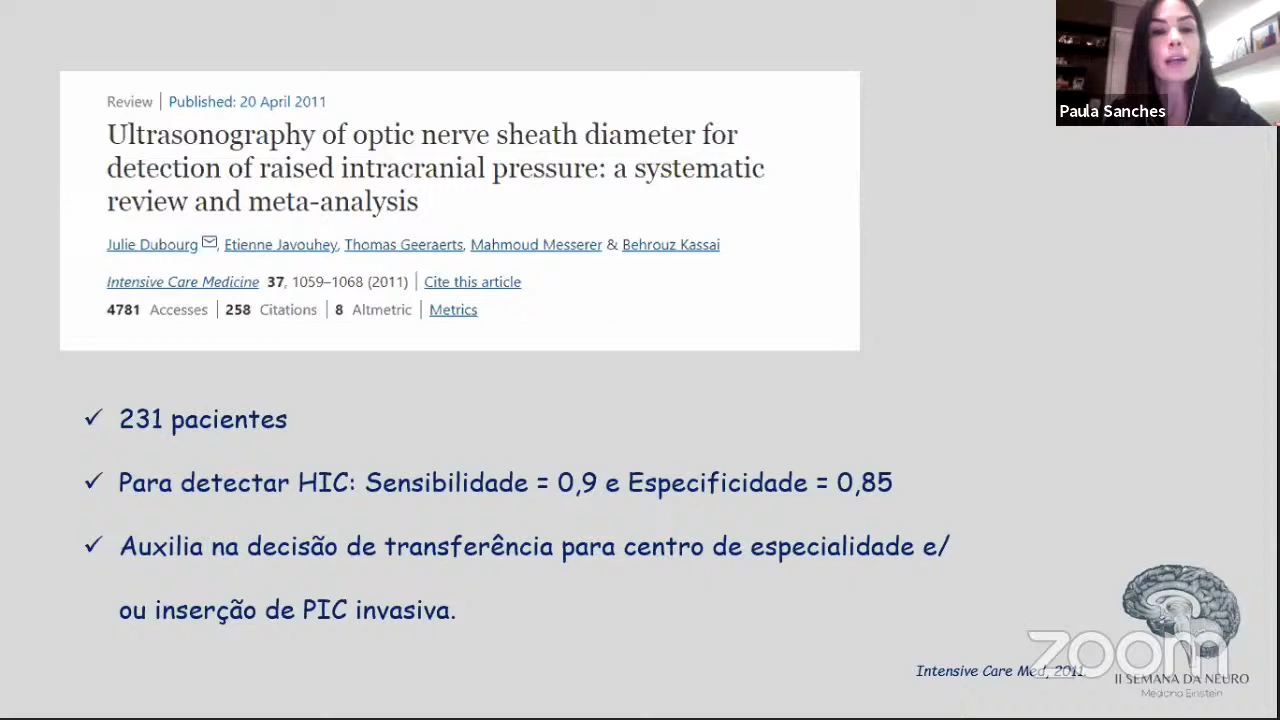 Paula Sanches
Review | Published: 20 April 2011
Ultrasonography of optic nerve sheath diameter for
detection of raised intracranial pressure: a systematic
review and meta-analysis
Julie Dubourg, Etienne Javouhey, Thomas Geeraerts, Mahmoud Messerer & Behrouz Kassai
Intensive Care Medicine 37, 1059–1068 (2011) | Cite this article
4781 Accesses | 258 Citations | 8 Altmetric | Metrics
✓ 231 pacientes
✓ Para detectar HIC: Sensibilidade = 0,9 e Especificidade = 0,85
✓ Auxilia na decisão de transferência para centro de especialidade e/
ou inserção de PIC invasiva.
Intensive Care Med, 2011.
zoom
II SEMANA DA NEURO
Medicina Einstein